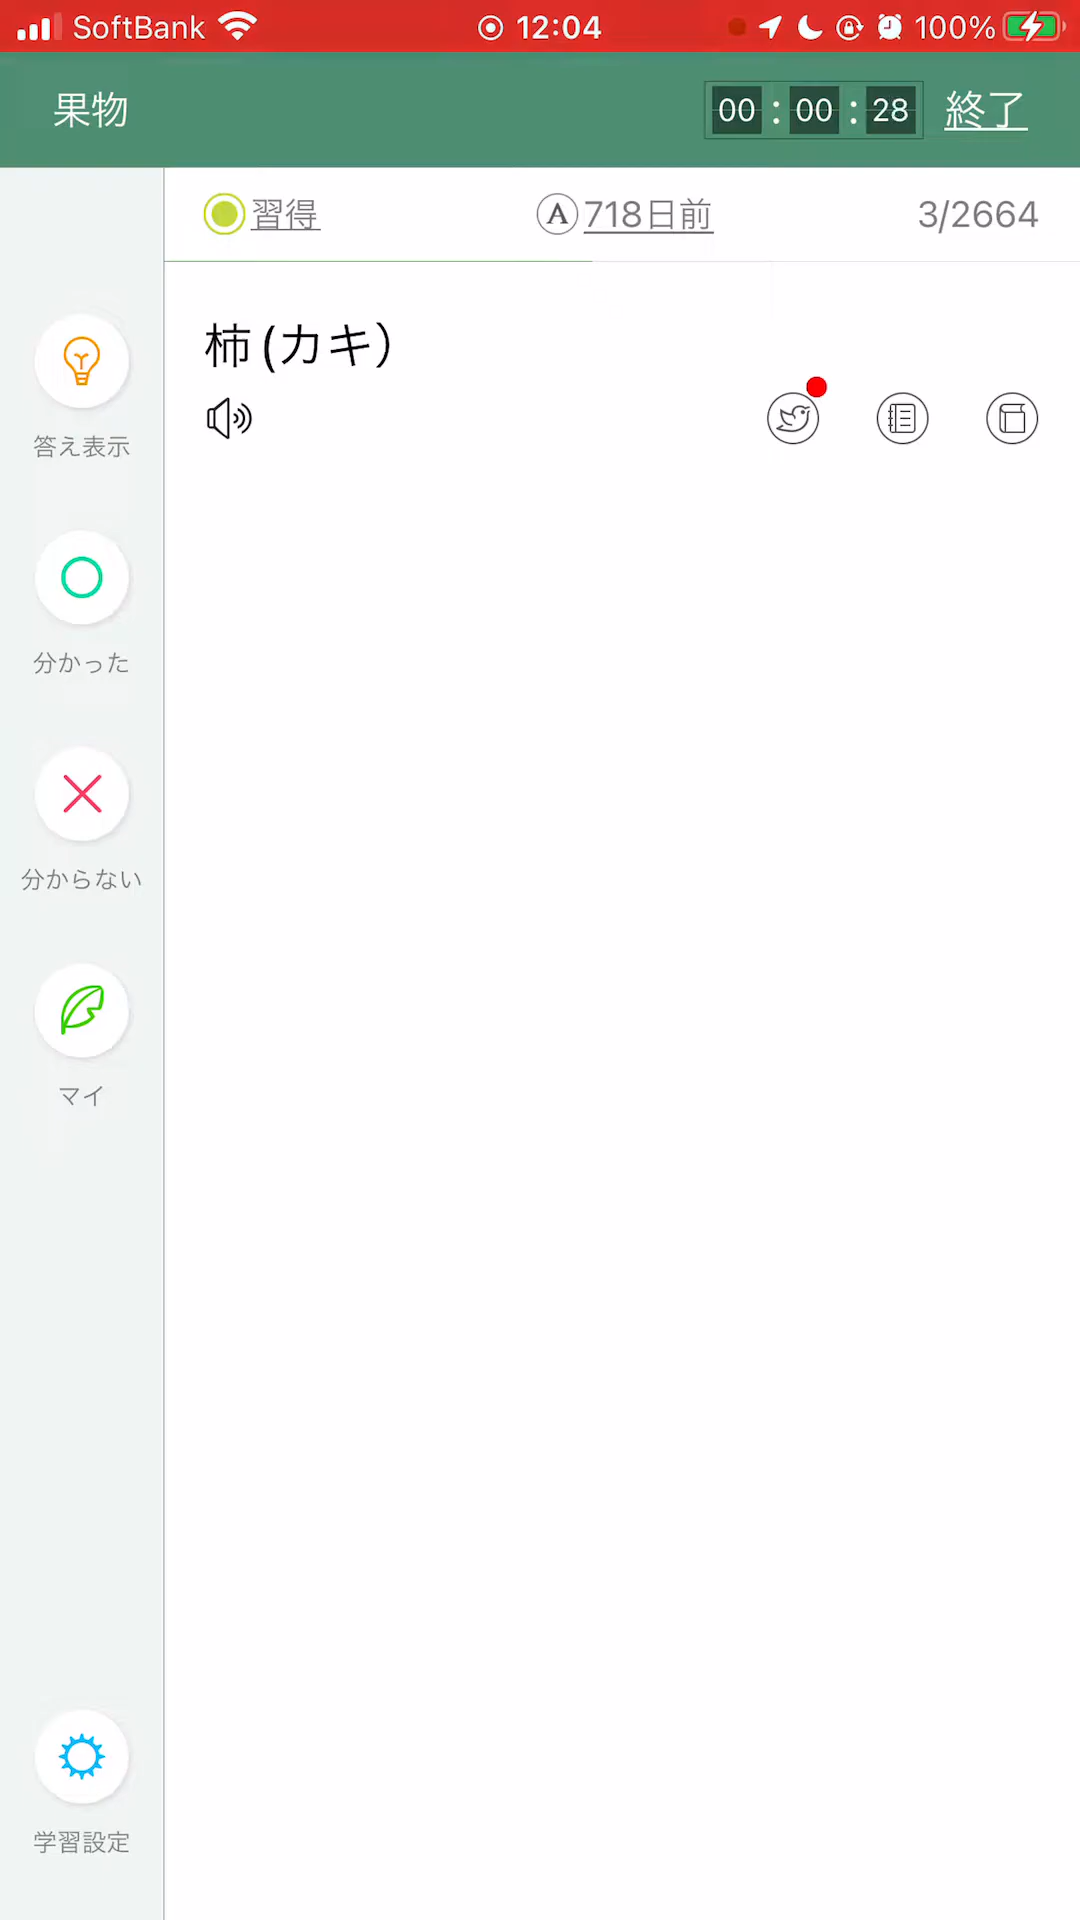 SoftBank 12:04 100%
果物 00 : 00 : 28 終了
習得 A 718日前 3/2664
柿(カキ)
答え表示
分かった
分からない
マイ
学習設定